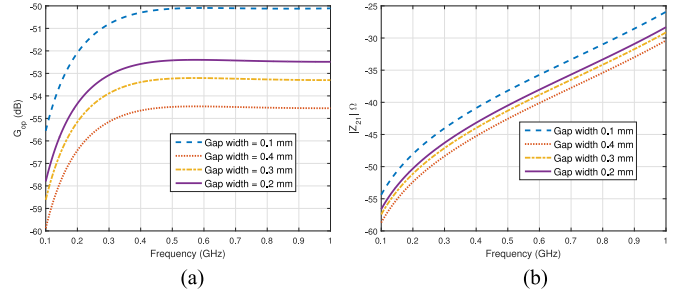 -50
-51
-52
-53
-54
-55
-56
-57
-58
-59
-60
G_op (dB)
Gap width = 0.1 mm
Gap width = 0.4 mm
Gap width = 0.3 mm
Gap width = 0.2 mm
0.1 0.2 0.3 0.4 0.5 0.6 0.7 0.8 0.9 1
Frequency (GHz)
(a)
-25
-30
-35
-40
-45
-50
-55
-60
|Z_21| Ω
Gap width 0.1 mm
Gap width 0.4 mm
Gap width 0.3 mm
Gap width 0.2 mm
0.1 0.2 0.3 0.4 0.5 0.6 0.7 0.8 0.9 1
Frequency (GHz)
(b)